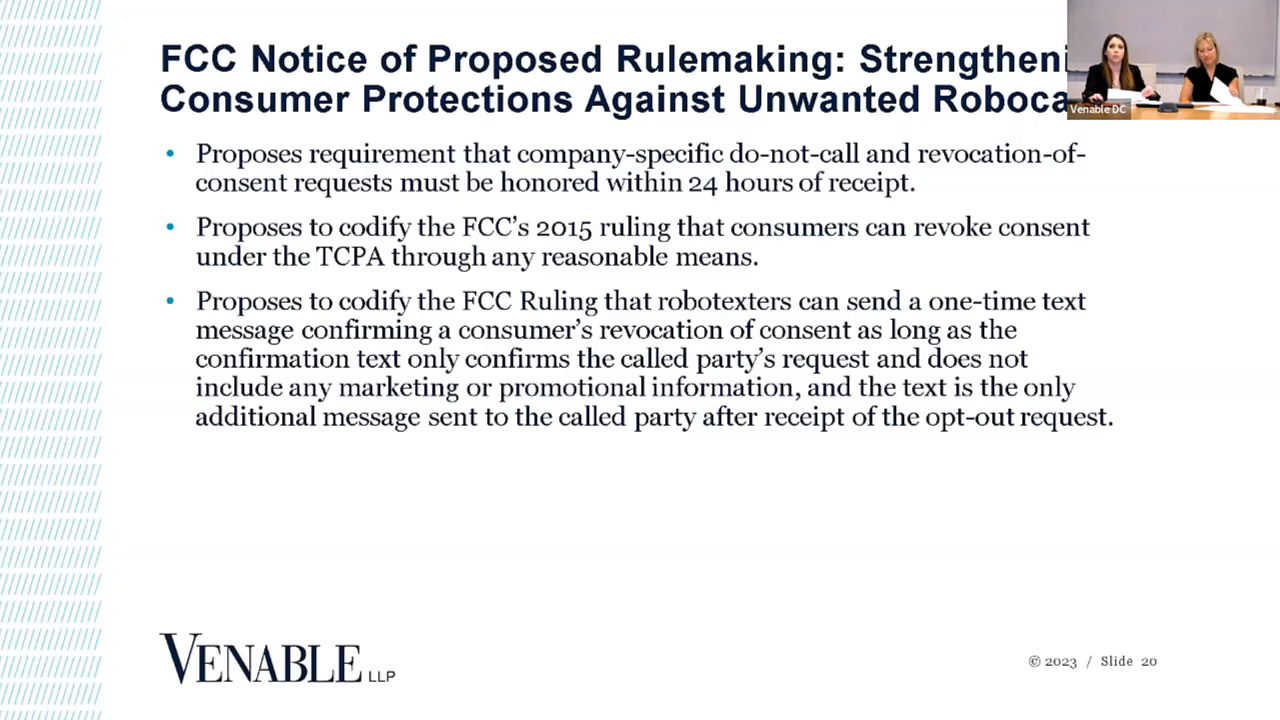 FCC Notice of Proposed Rulemaking: Strengtheni
Consumer Protections Against Unwanted Roboca
• Proposes requirement that company-specific do-not-call and revocation-of-
consent requests must be honored within 24 hours of receipt.
• Proposes to codify the FCC’s 2015 ruling that consumers can revoke consent
under the TCPA through any reasonable means.
• Proposes to codify the FCC Ruling that robotexters can send a one-time text
message confirming a consumer’s revocation of consent as long as the
confirmation text only confirms the called party’s request and does not
include any marketing or promotional information, and the text is the only
additional message sent to the called party after receipt of the opt-out request.
Venable DC
VENABLE LLP
© 2023 / Slide 20